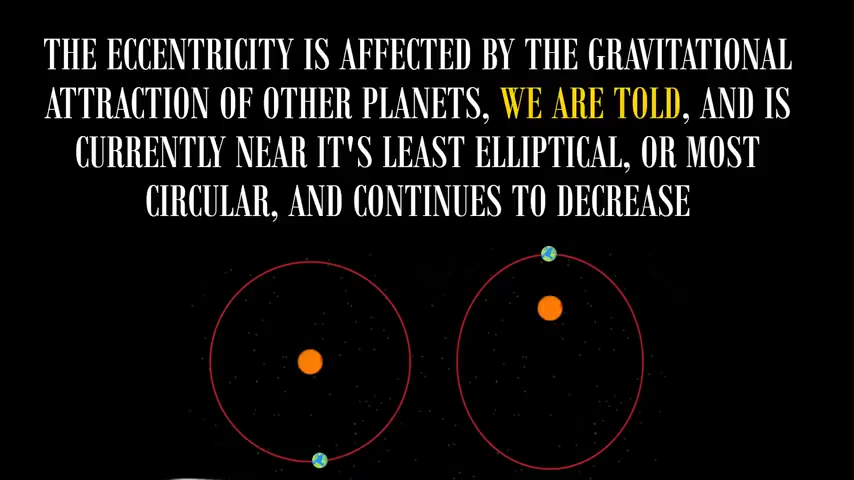 THE ECCENTRICITY IS AFFECTED BY THE GRAVITATIONAL
ATTRACTION OF OTHER PLANETS, WE ARE TOLD, AND IS
CURRENTLY NEAR IT'S LEAST ELLIPTICAL, OR MOST
CIRCULAR, AND CONTINUES TO DECREASE